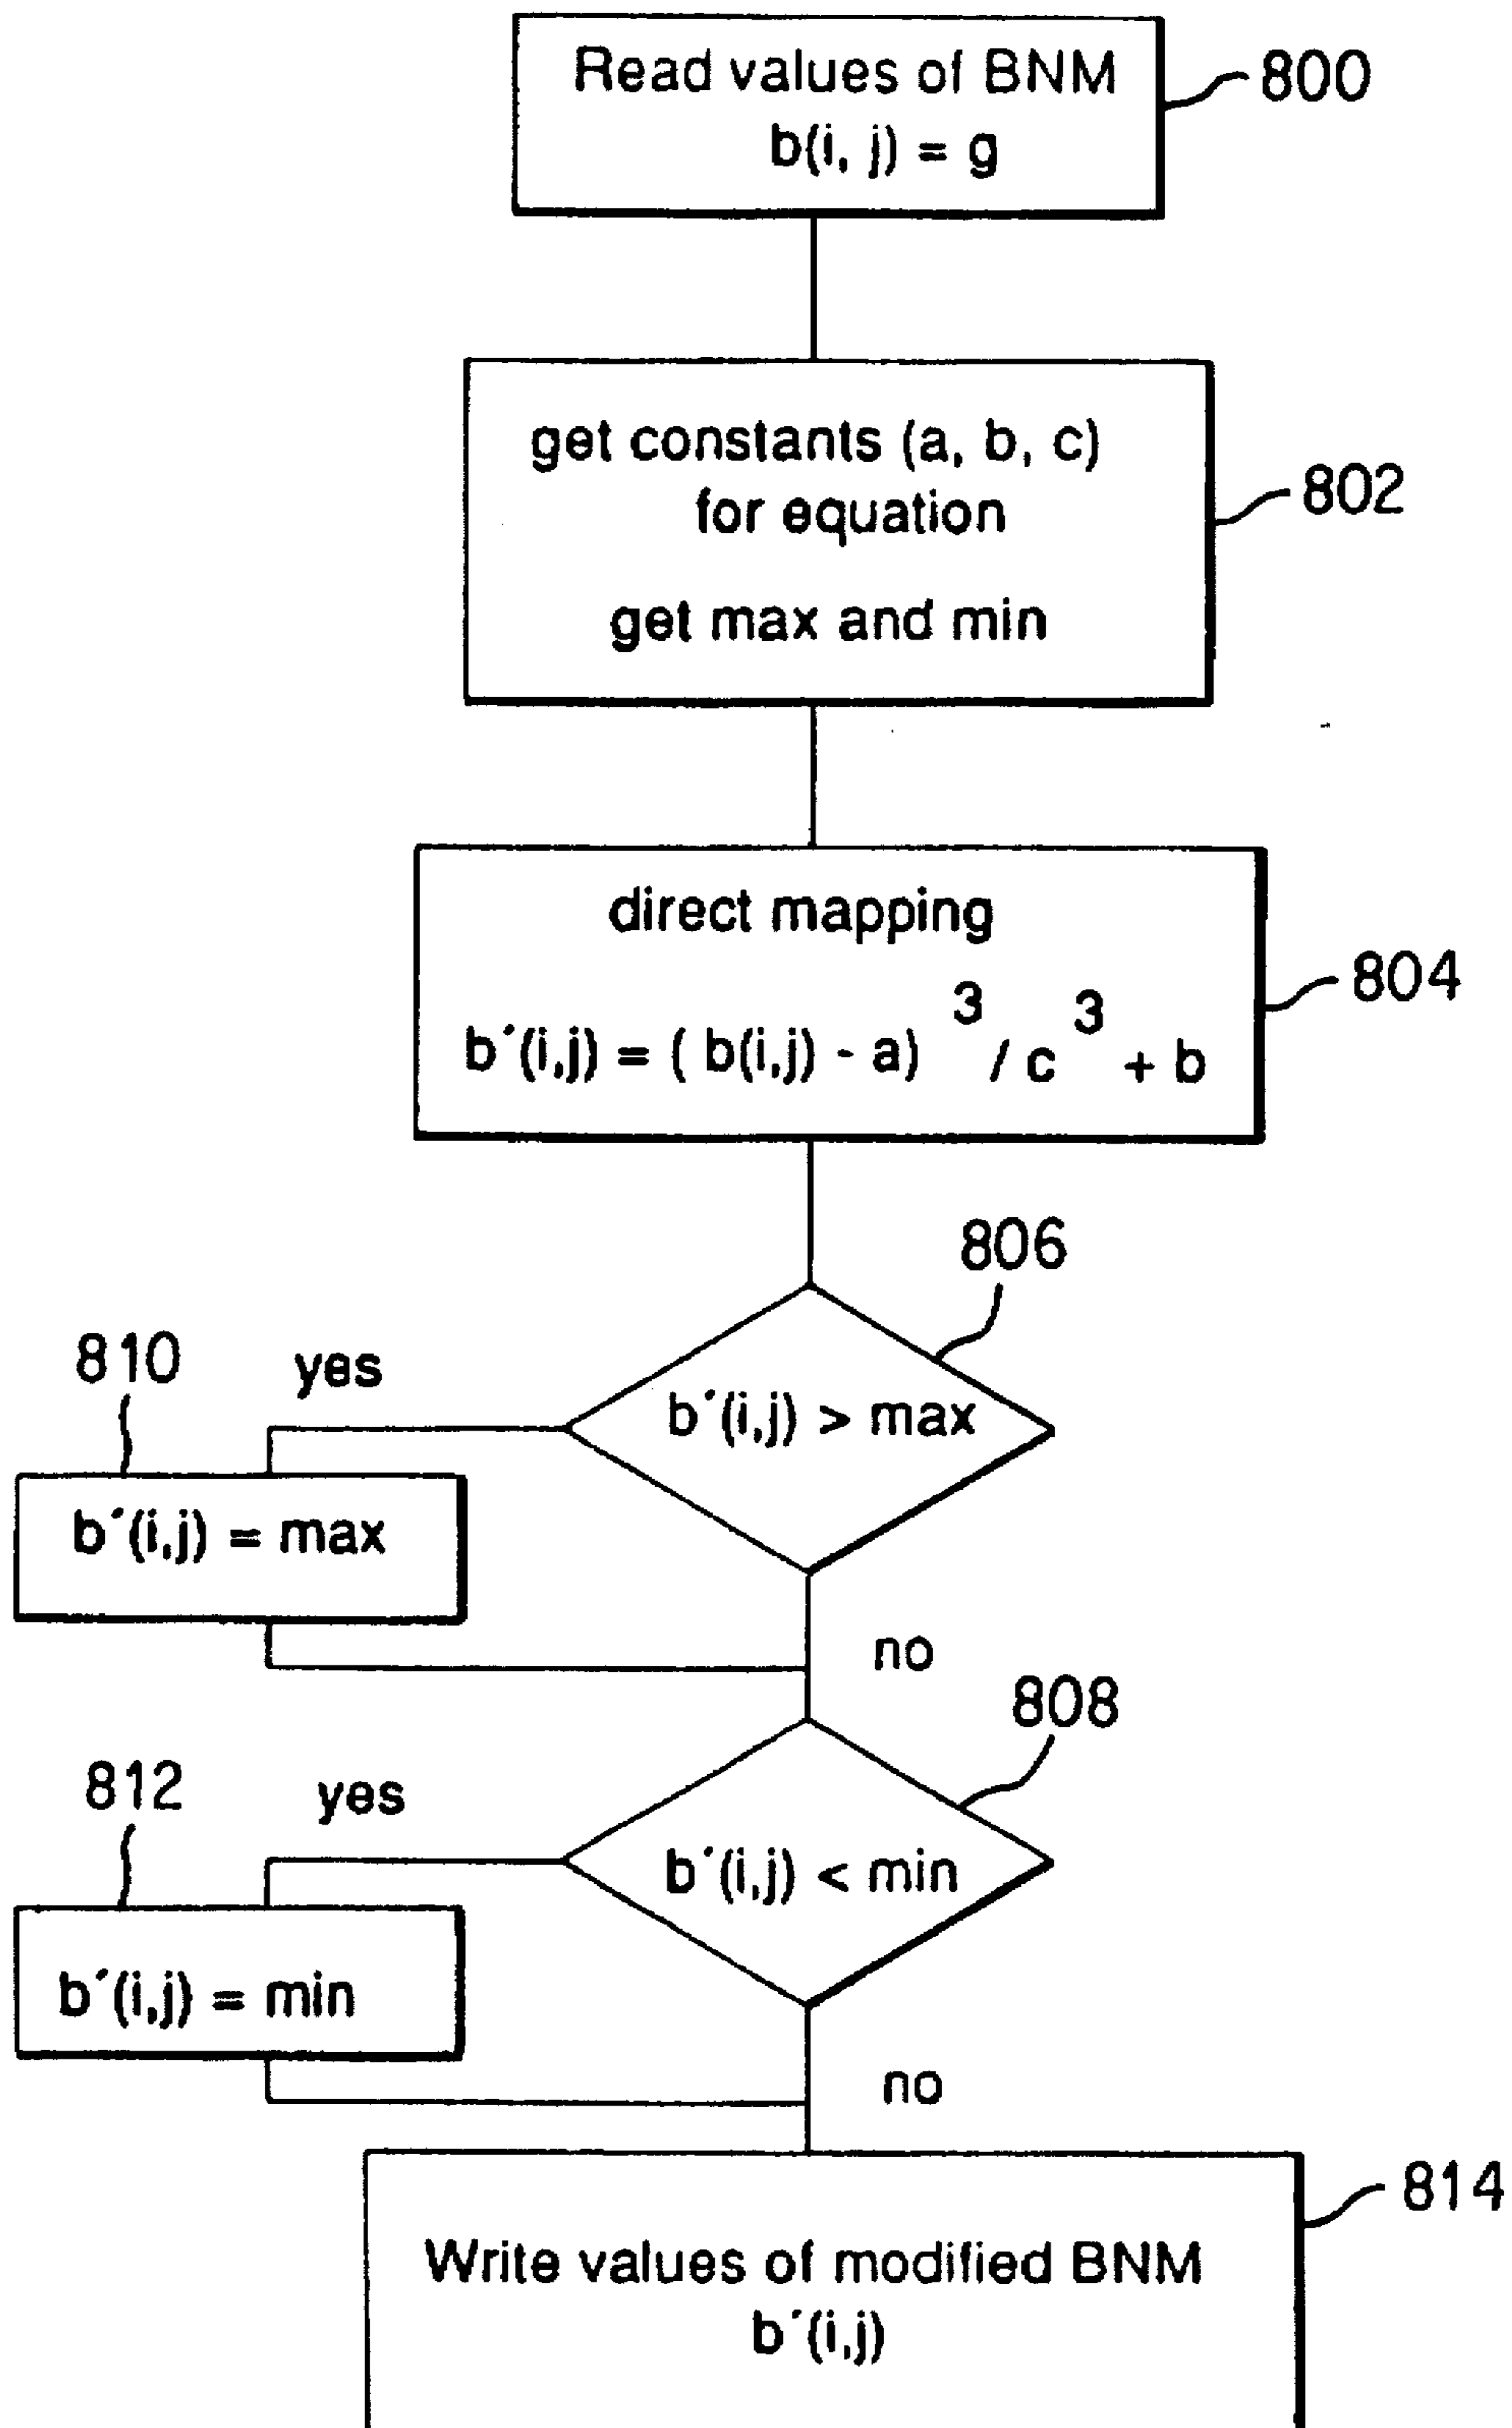 Read values of BNM
b(i, j) = g
800
get constants (a, b, c)
for equation
get max and min
802
direct mapping
b´(i,j) = ( b(i,j) - a) 3 / c 3 + b
804
806
b´(i,j) > max
yes
810
b´(i,j) = max
no
808
b´(i,j) < min
yes
812
b´(i,j) = min
no
814
Write values of modified BNM
b´(i,j)